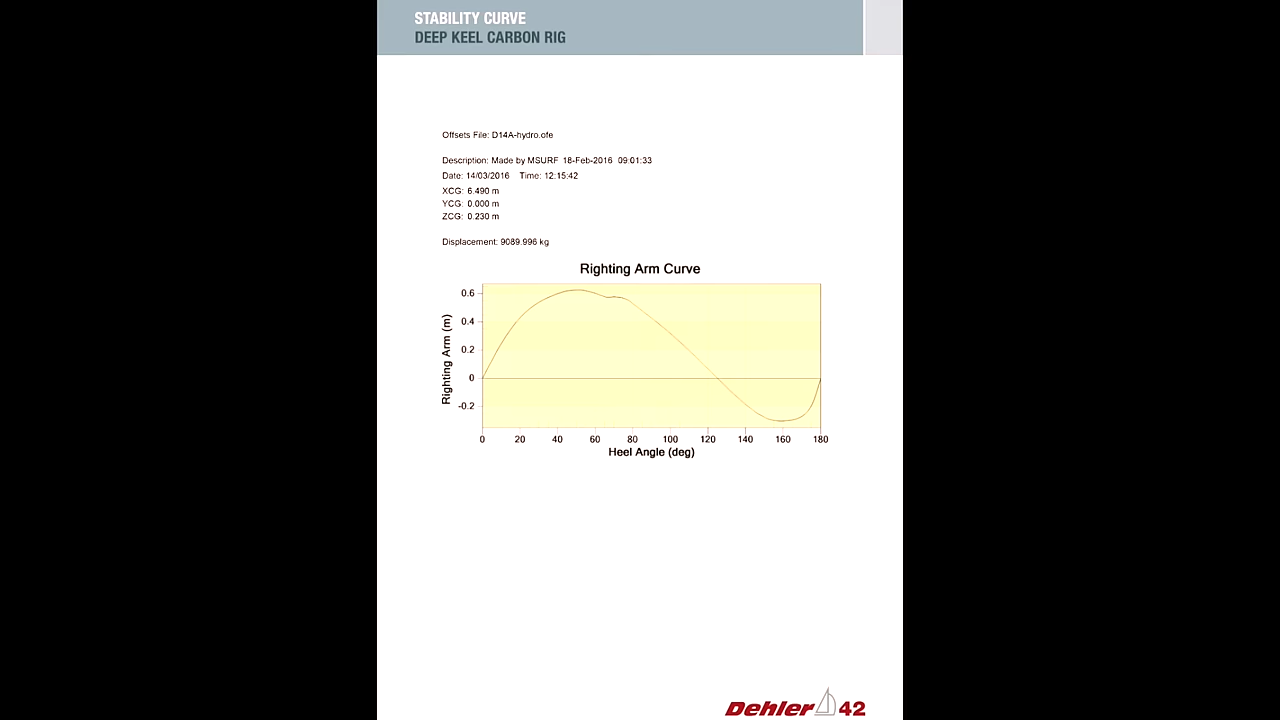 STABILITY CURVE
DEEP KEEL CARBON RIG
Offsets File: D14A-hydro.ofe
Description: Made by MSURF 18-Feb-2016 09:01:33
Date: 14/03/2016 Time: 12:15:42
XCG: 6.490 m
YCG: 0.000 m
ZCG: 0.230 m
Displacement: 9089.996 kg
Righting Arm Curve
Righting Arm (m)
0.6
0.4
0.2
0
-0.2
0 20 40 60 80 100 120 140 160 180
Heel Angle (deg)
Dehler 42